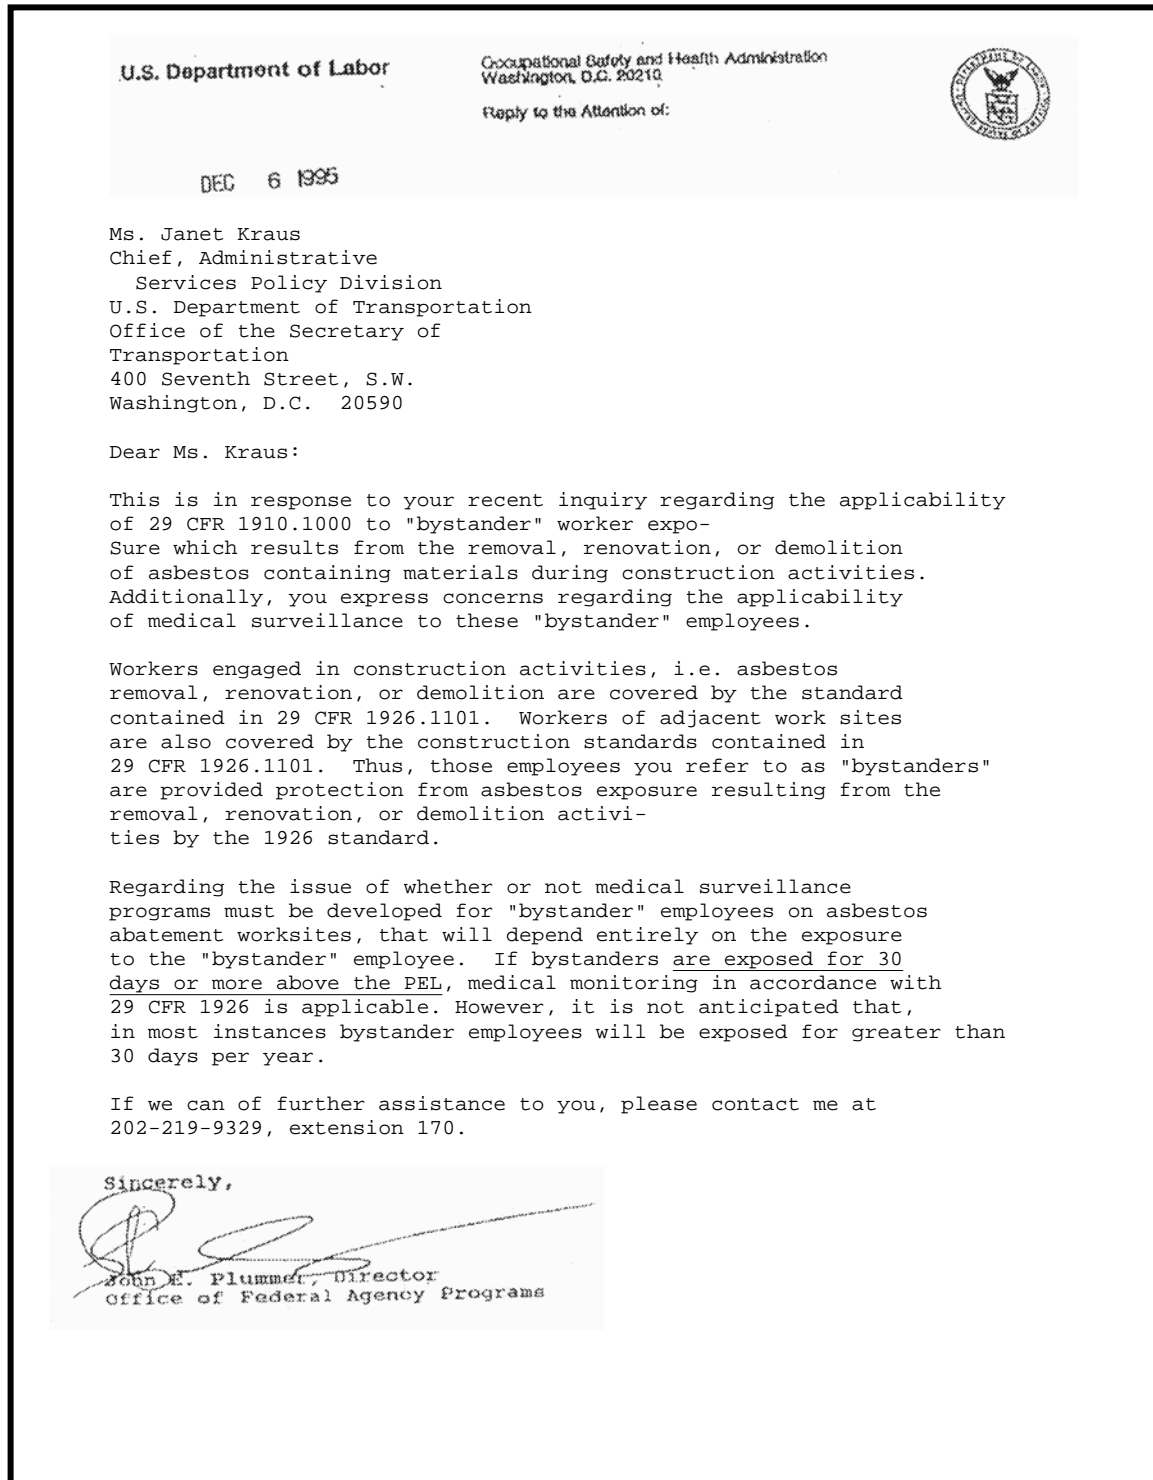 U.S. Department of Labor
Occupational Safety and Health Administration
Washington, D.C. 20210
Reply to the Attention of:
DEC 6 1995
Ms. Janet Kraus
Chief, Administrative
Services Policy Division
U.S. Department of Transportation
Office of the Secretary of
Transportation
400 Seventh Street, S.W.
Washington, D.C. 20590
Dear Ms. Kraus:
This is in response to your recent inquiry regarding the applicability
of 29 CFR 1910.1000 to "bystander" worker expo-
Sure which results from the removal, renovation, or demolition
of asbestos containing materials during construction activities.
Additionally, you express concerns regarding the applicability
of medical surveillance to these "bystander" employees.
Workers engaged in construction activities, i.e. asbestos
removal, renovation, or demolition are covered by the standard
contained in 29 CFR 1926.1101. Workers of adjacent work sites
are also covered by the construction standards contained in
29 CFR 1926.1101. Thus, those employees you refer to as "bystanders"
are provided protection from asbestos exposure resulting from the
removal, renovation, or demolition activi-
ties by the 1926 standard.
Regarding the issue of whether or not medical surveillance
programs must be developed for "bystander" employees on asbestos
abatement worksites, that will depend entirely on the exposure
to the "bystander" employee. If bystanders are exposed for 30
days or more above the PEL, medical monitoring in accordance with
29 CFR 1926 is applicable. However, it is not anticipated that,
in most instances bystander employees will be exposed for greater than
30 days per year.
If we can of further assistance to you, please contact me at
202-219-9329, extension 170.
Sincerely,
John E. Plummer, Director
Office of Federal Agency Programs